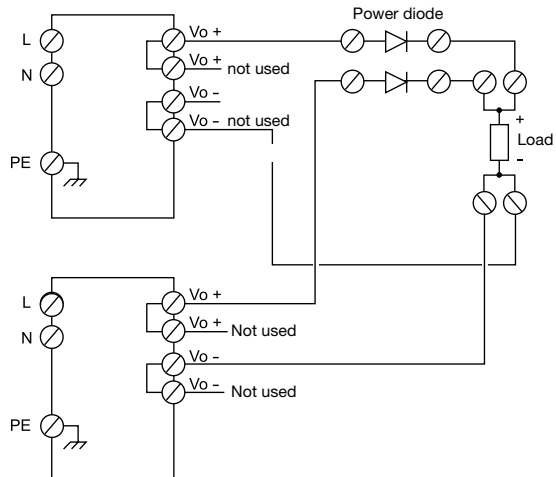 Power diode
L
Vo +
N
Vo + not used
Vo -
Vo - not used
PE
+
Load
-
L
Vo +
N
Vo + Not used
Vo -
Vo - Not used
PE